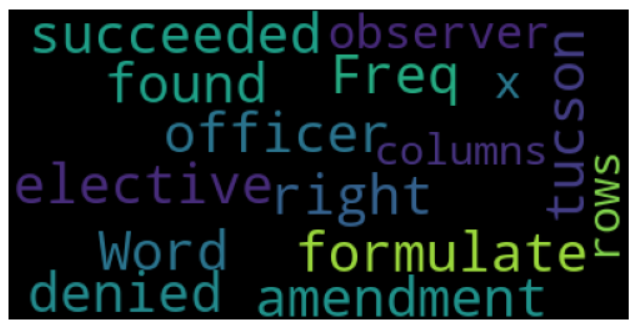 succeeded
observer
found
Freq
x
tucson
officer
columns
elective
right
rows
Word
formulate
denied
amendment